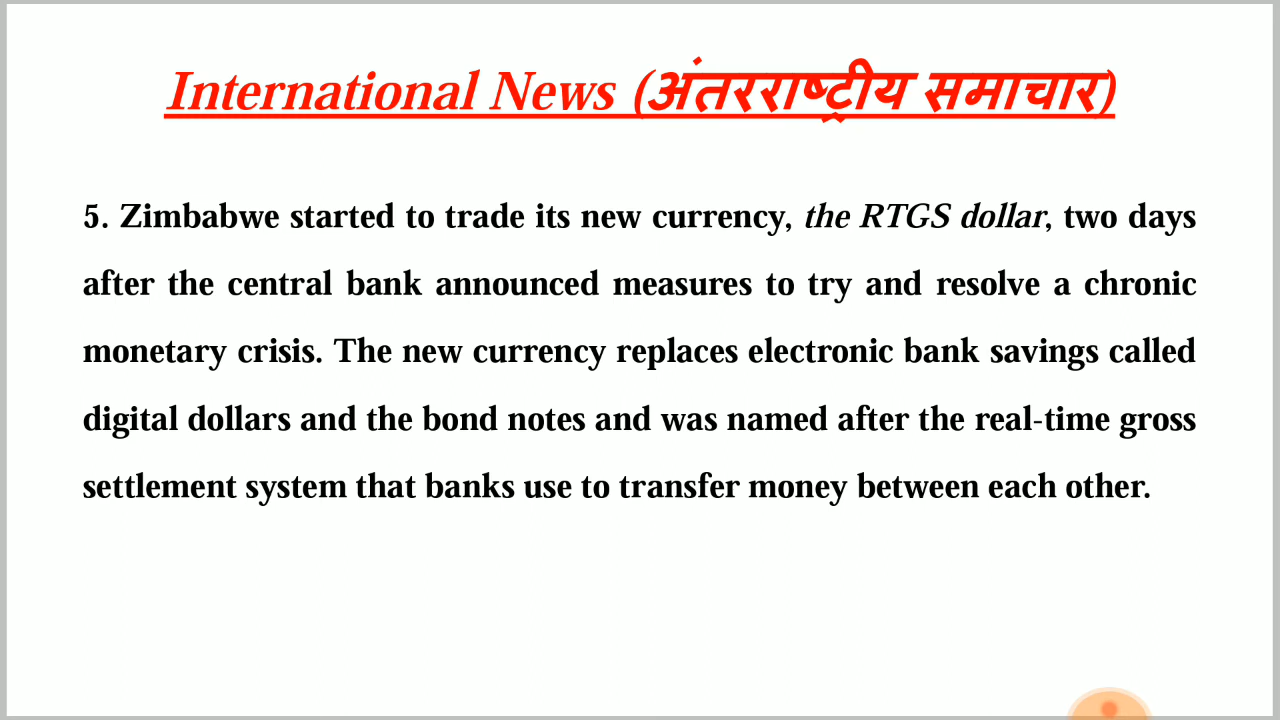 International News (अंतरराष्ट्रीय समाचार)
5. Zimbabwe started to trade its new currency, the RTGS dollar, two days
after the central bank announced measures to try and resolve a chronic
monetary crisis. The new currency replaces electronic bank savings called
digital dollars and the bond notes and was named after the real-time gross
settlement system that banks use to transfer money between each other.